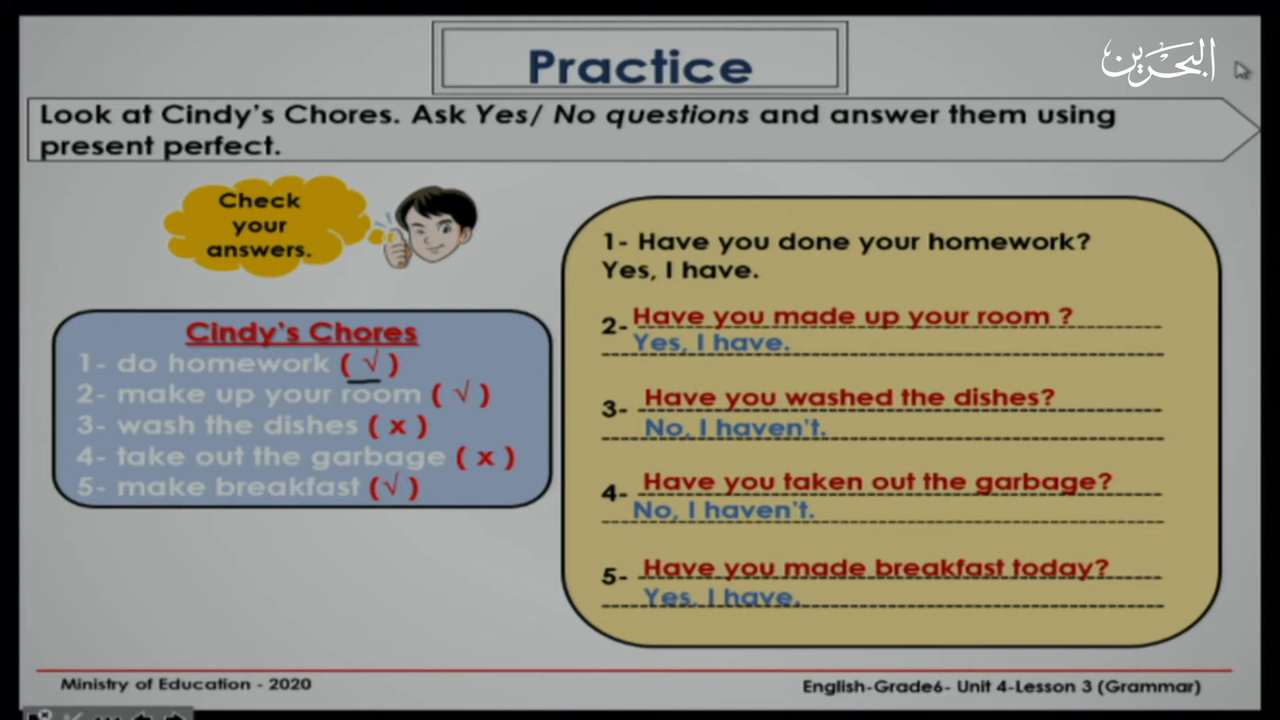 Practice
البحرين
Look at Cindy's Chores. Ask Yes/ No questions and answer them using
present perfect.
Check
your
answers.
Cindy's Chores
1- do homework ( √ )
2- make up your room ( √ )
3- wash the dishes ( x )
4- take out the garbage ( x )
5- make breakfast (√ )
1- Have you done your homework?
Yes, I have.
2- Have you made up your room ?
Yes, I have.
3- Have you washed the dishes?
No, I haven't.
4- Have you taken out the garbage?
No, I haven't.
5- Have you made breakfast today?
Yes, I have.
Ministry of Education - 2020
English-Grade6- Unit 4-Lesson 3 (Grammar)